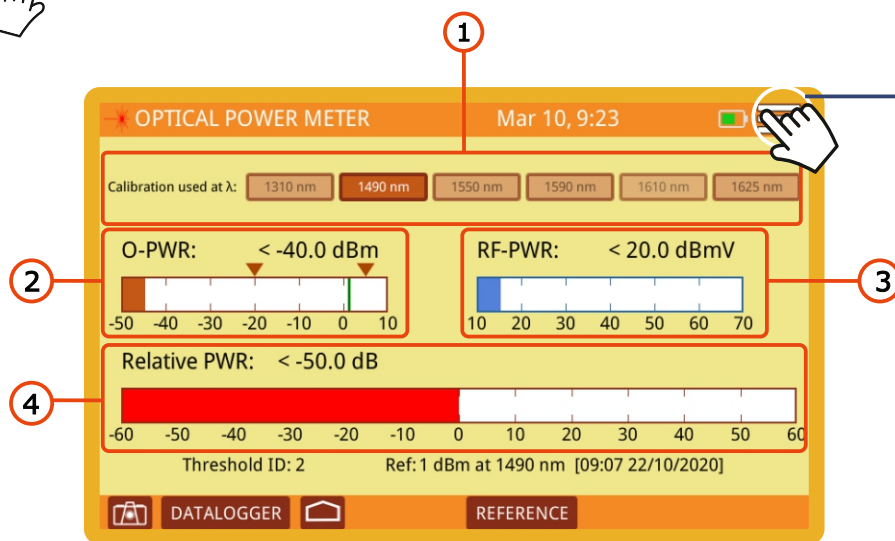 1
OPTICAL POWER METER Mar 10, 9:23
Calibration used at λ: 1310 nm 1490 nm 1550 nm 1590 nm 1610 nm 1625 nm
2
O-PWR: < -40.0 dBm
-50 -40 -30 -20 -10 0 10
RF-PWR: < 20.0 dBmV
10 20 30 40 50 60 70
3
4
Relative PWR: < -50.0 dB
-60 -50 -40 -30 -20 -10 0 10 20 30 40 50 60
Threshold ID: 2 Ref: 1 dBm at 1490 nm [09:07 22/10/2020]
DATALOGGER REFERENCE